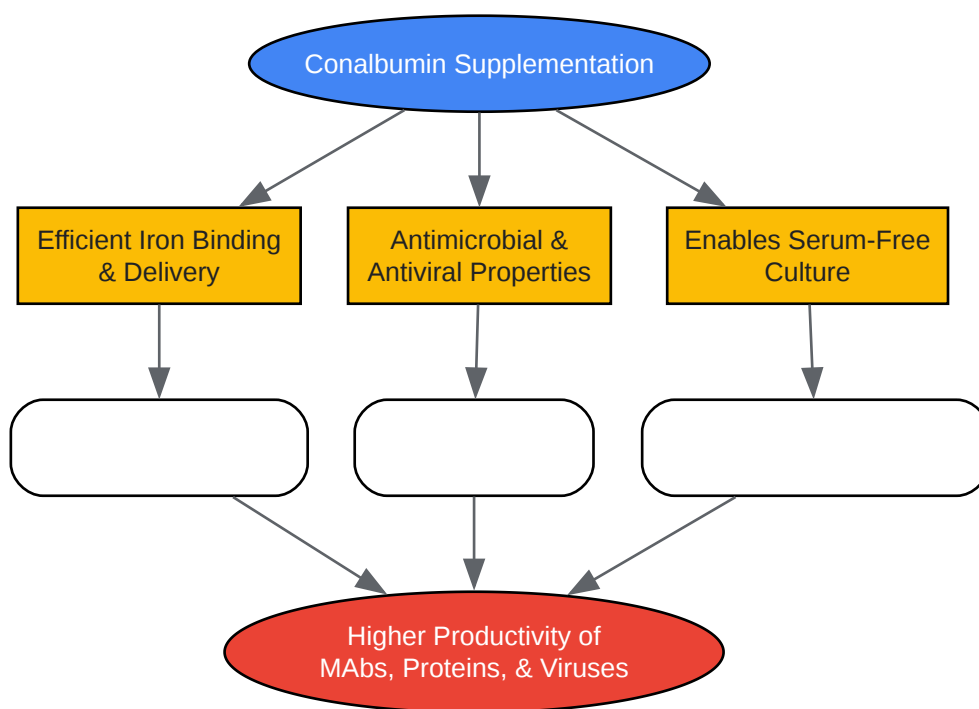 Conalbumin Supplementation
Efficient Iron Binding
& Delivery
Antimicrobial &
Antiviral Properties
Enables Serum-Free
Culture
Higher Productivity of
MAbs, Proteins, & Viruses